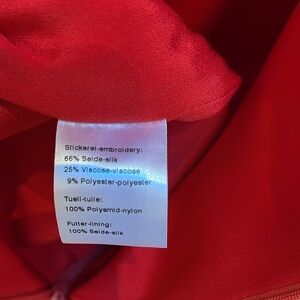 Stickerei-embroidery:
66% Seide-silk
25% Viscose-viscose
9% Polyester-polyester
Tuell-tulle:
100% Polyamid-nylon
Futter-lining:
100% Seide-silk